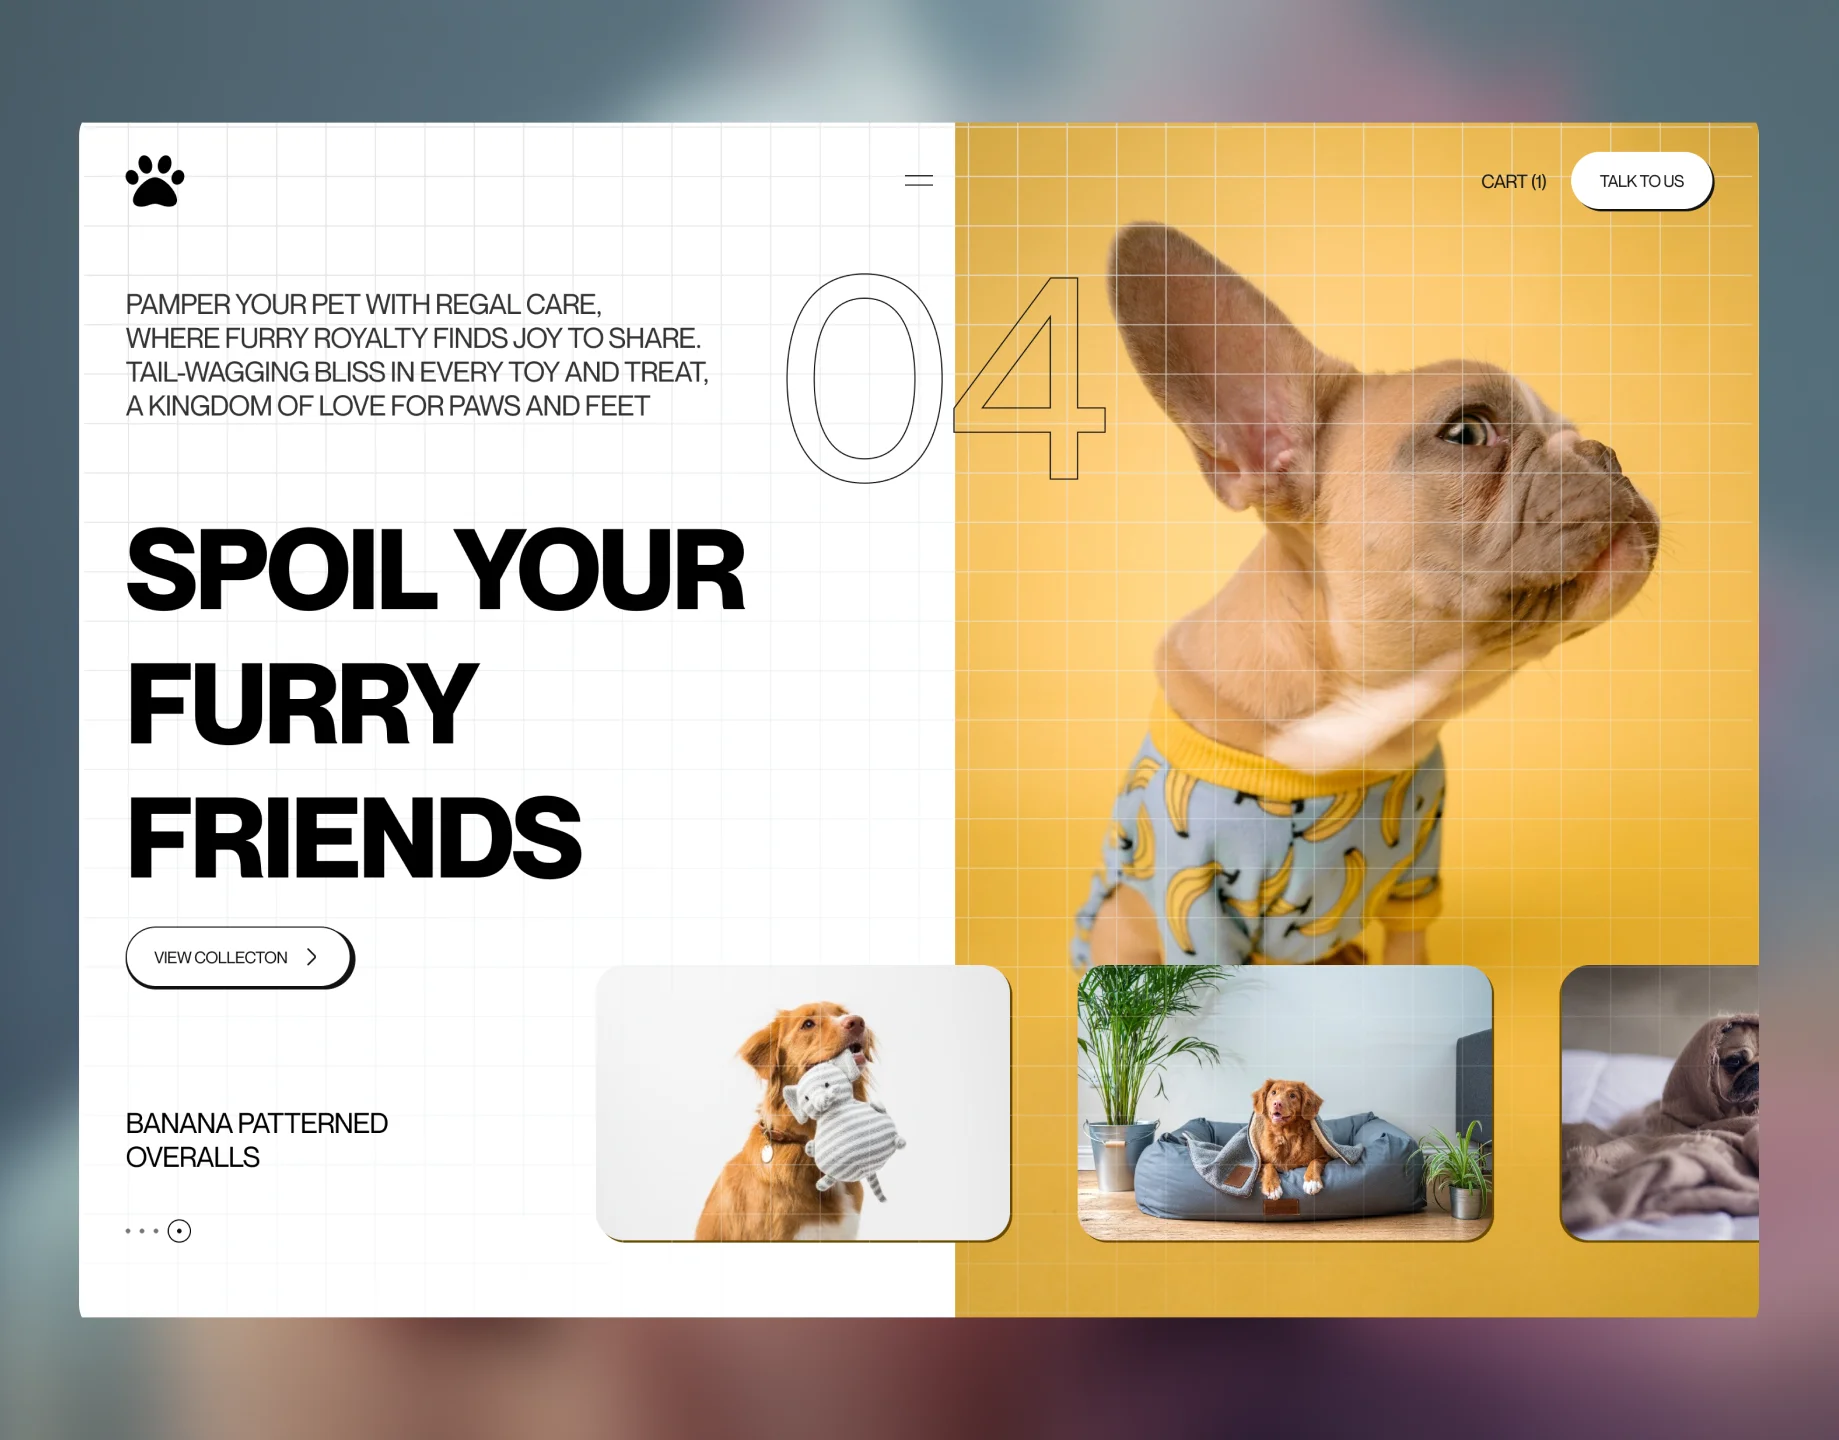 CART (1)
TALK TO US
PAMPER YOUR PET WITH REGAL CARE,
WHERE FURRY ROYALTY FINDS JOY TO SHARE.
TAIL-WAGGING BLISS IN EVERY TOY AND TREAT,
A KINGDOM OF LOVE FOR PAWS AND FEET
04
SPOIL YOUR
FURRY
FRIENDS
VIEW COLLECTON
BANANA PATTERNED
OVERALLS